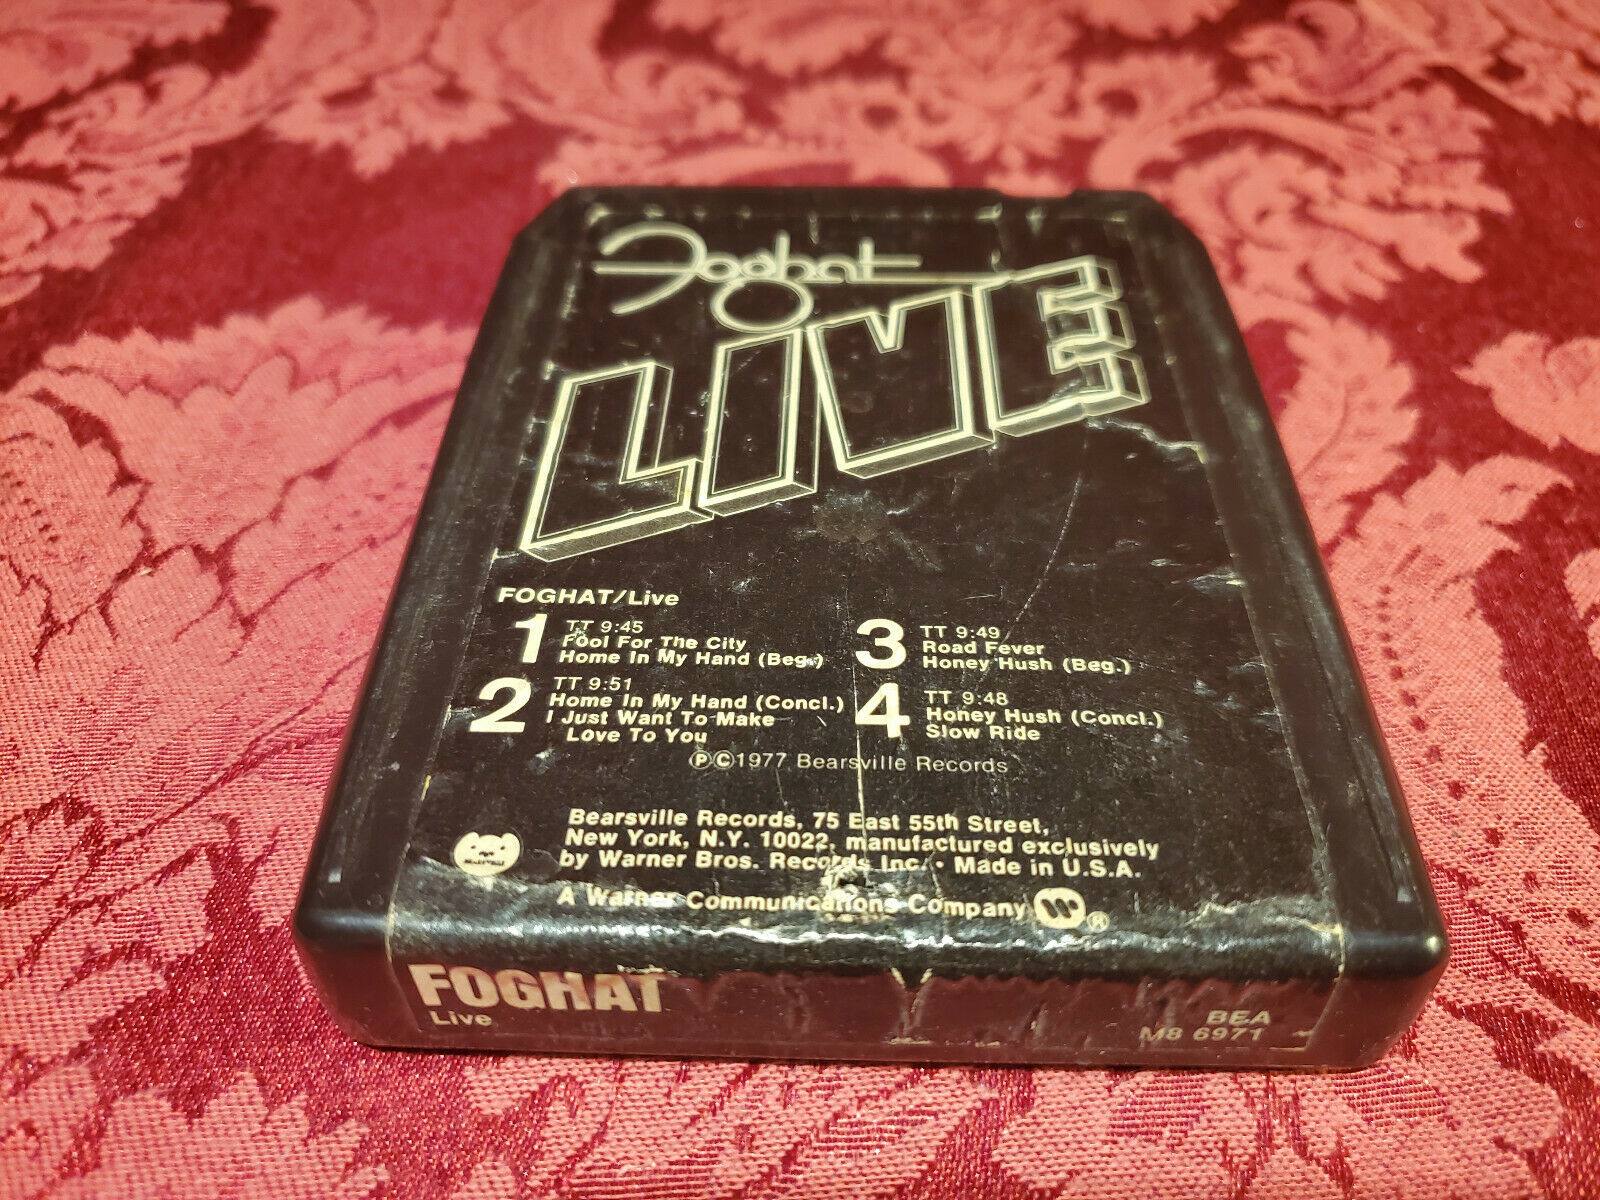 Foghat
LIVE
FOGHAT/Live
1 TT 9:45
Fool For The City
Home In My Hand (Beg.)
2 TT 9:51
Home In My Hand (Concl.)
I Just Want To Make
Love To You
3 TT 9:49
Road Fever
Honey Hush (Beg.)
4 TT 9:48
Honey Hush (Concl.)
Slow Ride
ⓅⒸ1977 Bearsville Records
Bearsville Records, 75 East 55th Street,
New York, N.Y. 10022, manufactured exclusively
by Warner Bros. Records Inc. • Made in U.S.A.
A Warner Communications Company
®
FOGHAT
Live
BEA
M8 6971